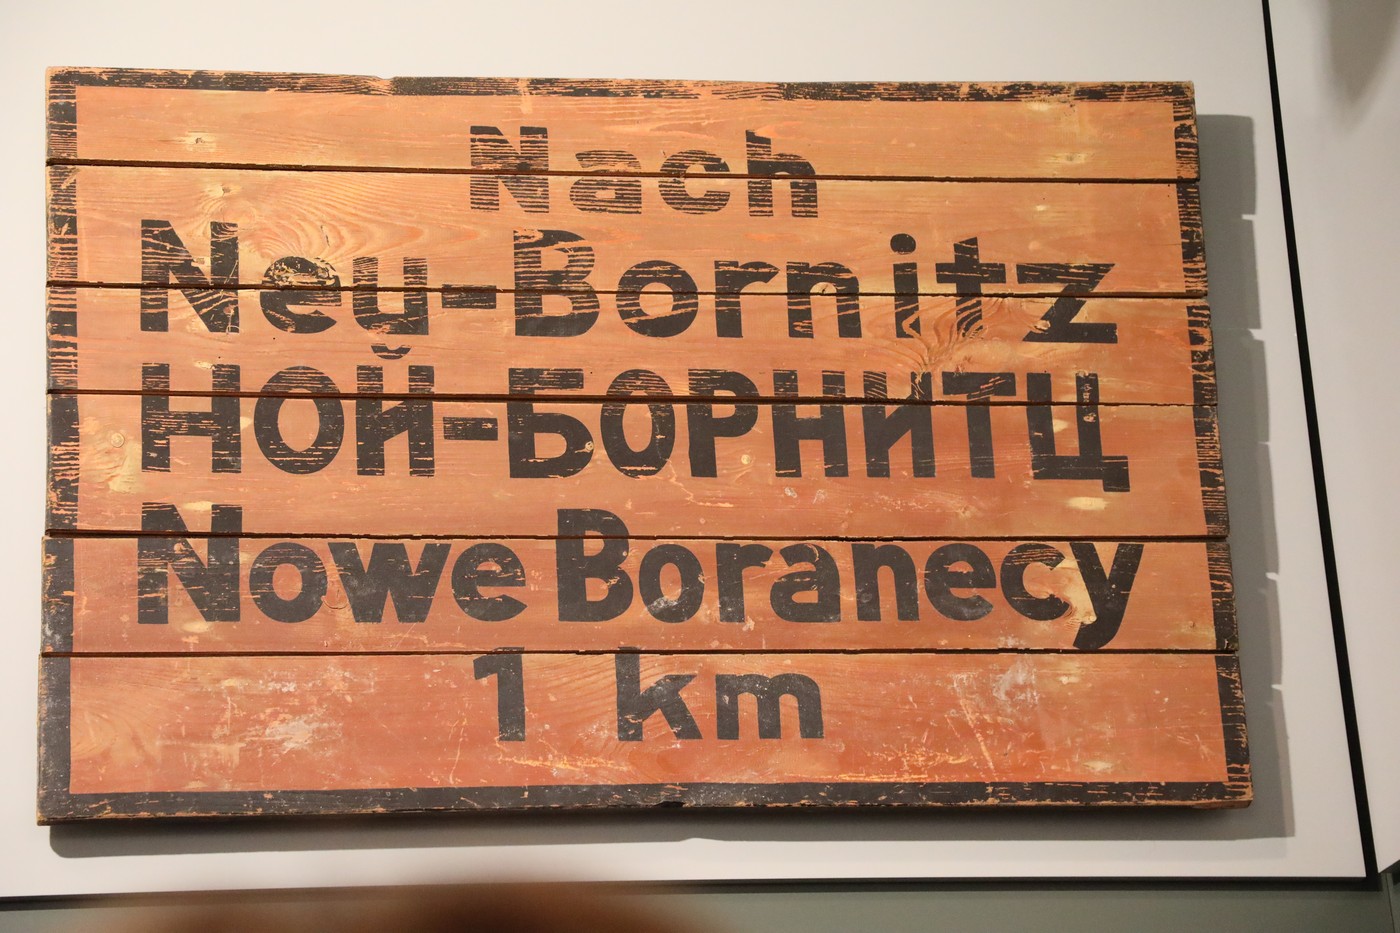 Nach
Neu-Bornitz
НОЙ-БОРНИТЦ
Nowe Boranecy
1 km